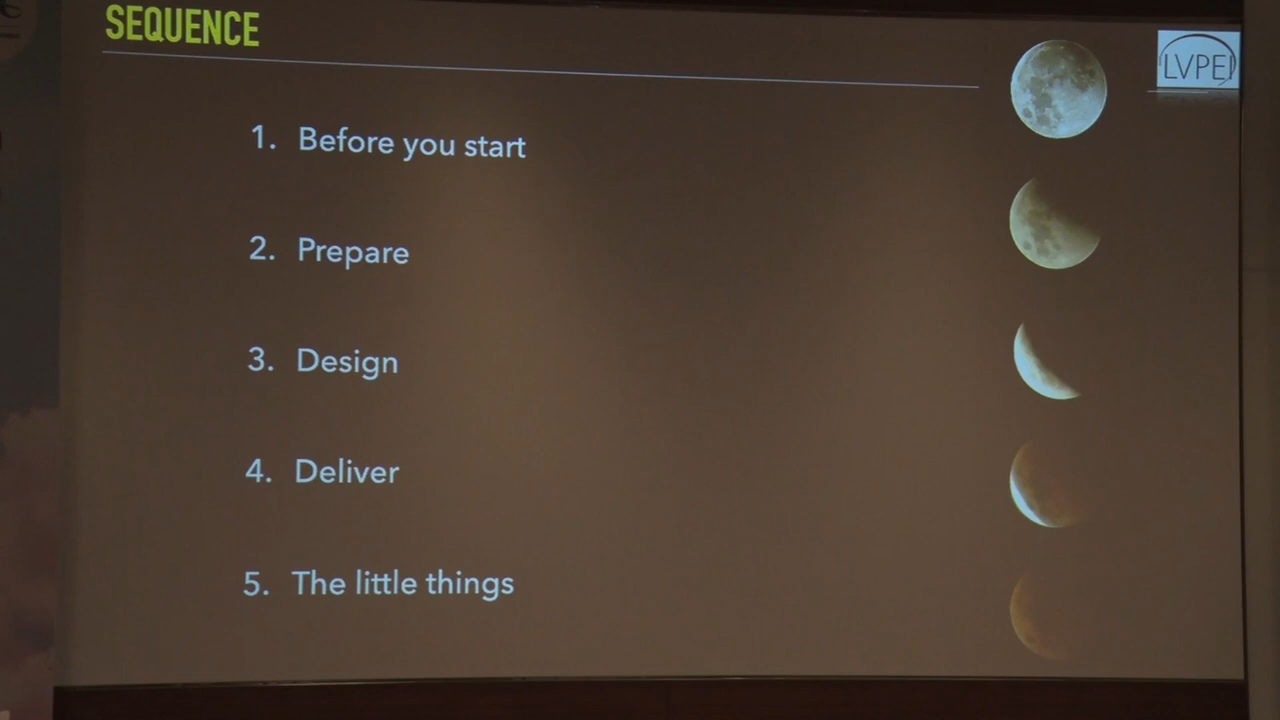 SEQUENCE
LVPEI
1. Before you start
2. Prepare
3. Design
4. Deliver
5. The little things